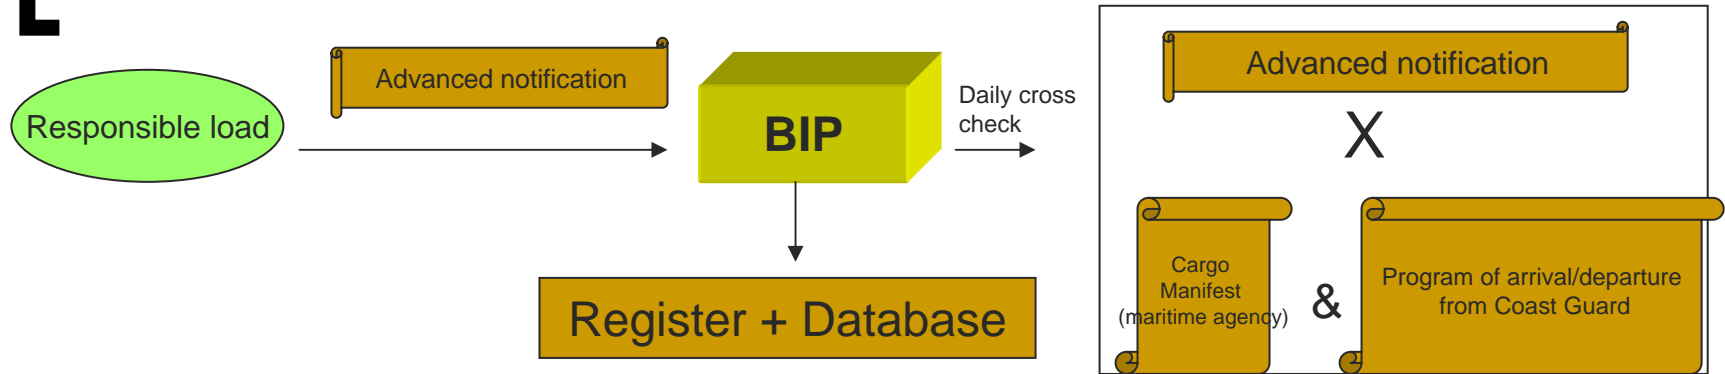 Responsible load
Advanced notification
BIP
Daily cross
check
Register + Database
Advanced notification
X
Cargo
Manifest
(maritime agency)
&
Program of arrival/departure
from Coast Guard